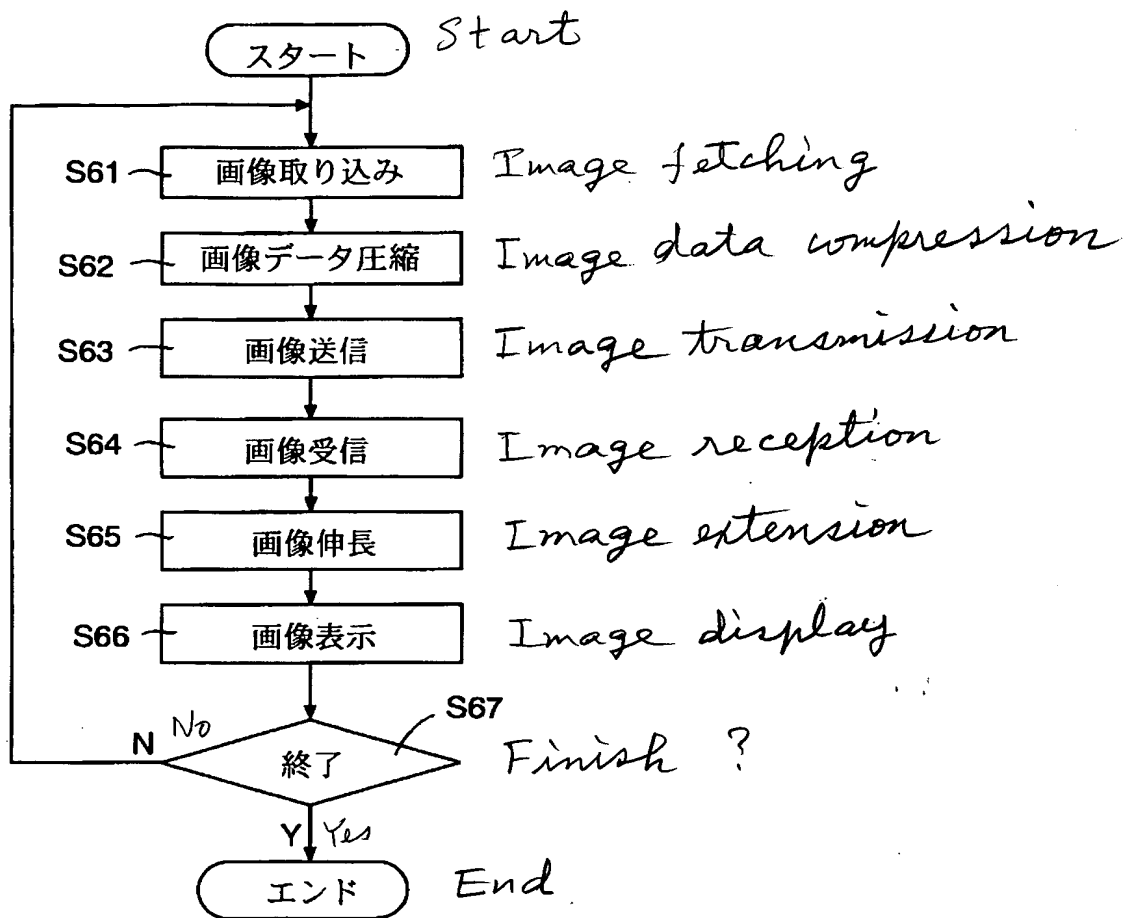 スタート Start
S61 画像取り込み Image fetching
S62 画像データ圧縮 Image data compression
S63 画像送信 Image transmission
S64 画像受信 Image reception
S65 画像伸長 Image extension
S66 画像表示 Image display
S67
N No 終了 Finish ?
Y Yes
エンド End